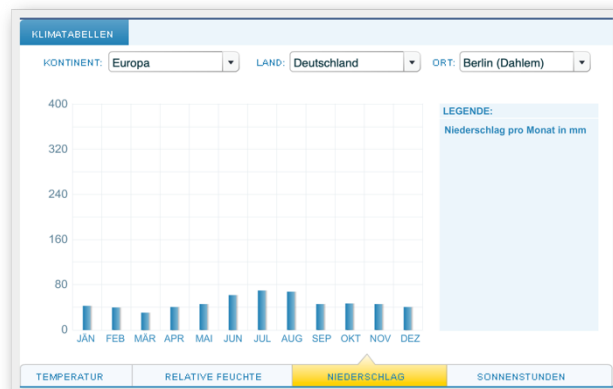 KLIMATABELLEN
KONTINENT: Europa LAND: Deutschland ORT: Berlin (Dahlem)
400
320
240
160
80
0
JÄN FEB MÄR APR MAI JUN JUL AUG SEP OKT NOV DEZ
LEGENDE:
Niederschlag pro Monat in mm
TEMPERATUR RELATIVE FEUCHTE NIEDERSCHLAG SONNENSTUNDEN